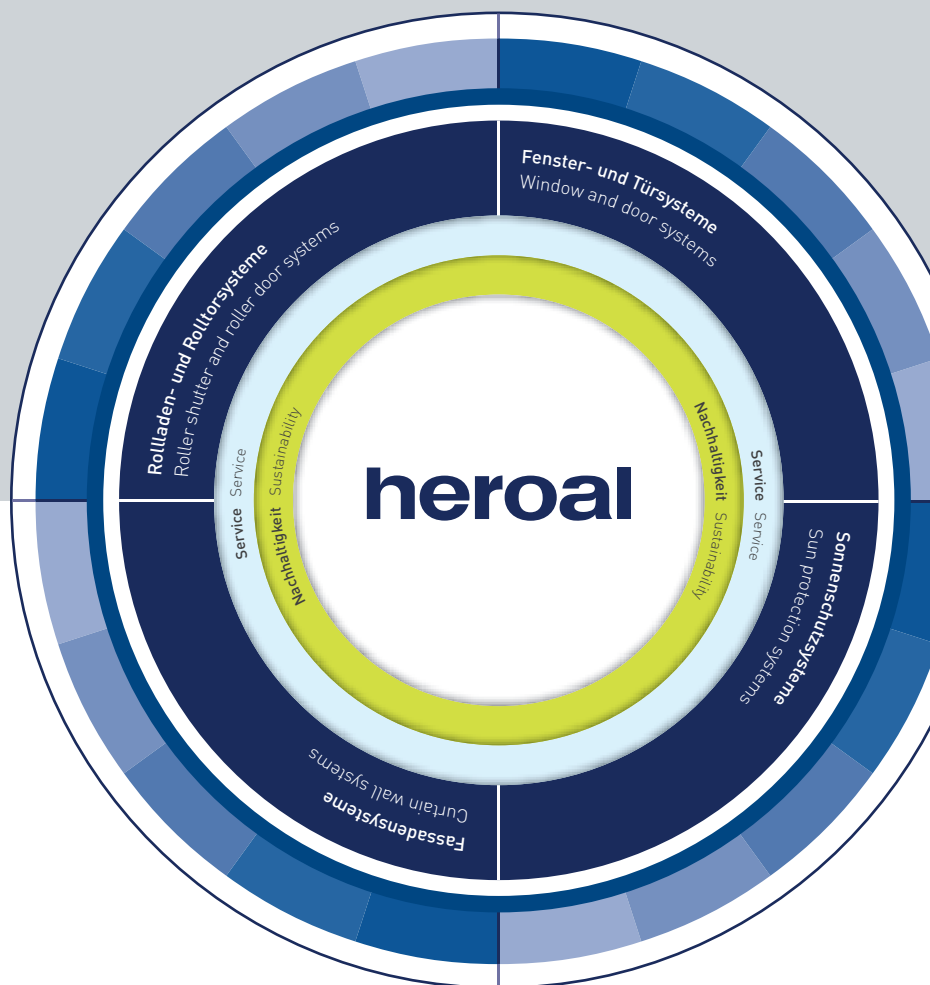 Fenster- und Türsysteme
Window and door systems
Rollladen- und Rolltorsysteme
Roller shutter and roller door systems
Service Service
Nachhaltigkeit Sustainability
heroal
Nachhaltigkeit Sustainability
Service Service
Sonnenschutzsysteme
Sun protection systems
Fassadensysteme
Curtain wall systems